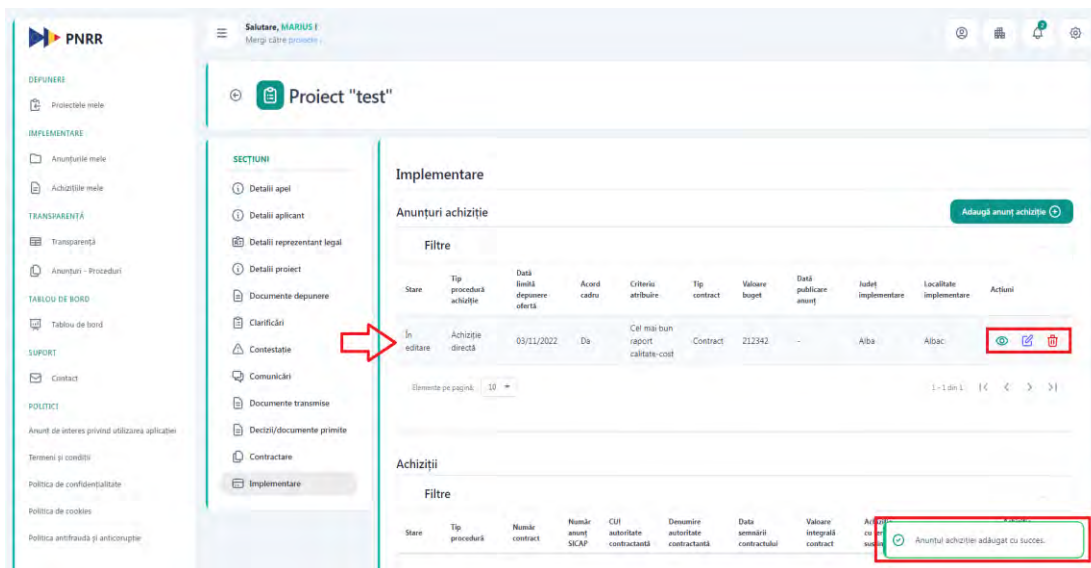 PNRR
Salutare, MARIUS I
Mergi către proiecte
2
DEPUNERE
Proiectele mele
IMPLEMENTARE
Anunțurile mele
Achizițiile mele
TRANSPARENȚĂ
Transparență
Anunțuri - Proceduri
TABLOU DE BORD
Tablou de bord
SUPORT
Contact
POLITICI
Anunț de interes privind utilizarea aplicației
Termeni și condiții
Politica de confidențialitate
Politica de cookies
Politica antifraudă și anticorupție
Proiect "test"
SECȚIUNI
Detalii apel
Detalii aplicant
Detalii reprezentant legal
Detalii proiect
Documente depunere
Clarificări
Contestație
Comunicări
Documente transmise
Decizii/documente primite
Contractare
Implementare
Implementare
Anunțuri achiziție
Adaugă anunț achiziție
Filtre
Stare
Tip procedură achiziție
Dată limită depunere ofertă
Acord cadru
Criteriu atribuire
Tip contract
Valoare buget
Dată publicare anunț
Județ implementare
Localitate implementare
Acțiuni
În editare
Achiziție directă
03/11/2022
Da
Cel mai bun raport calitate-cost
Contract
212342
-
Alba
Albac
Elemente pe pagină: 10
1 - 1 din 1
Achiziții
Filtre
Stare
Tip procedură
Număr contract
Număr anunț SICAP
CUI autoritate contractantă
Denumire autoritate contractantă
Data semnării contractului
Valoare integrală contract
Anunțul achiziției adăugat cu succes.